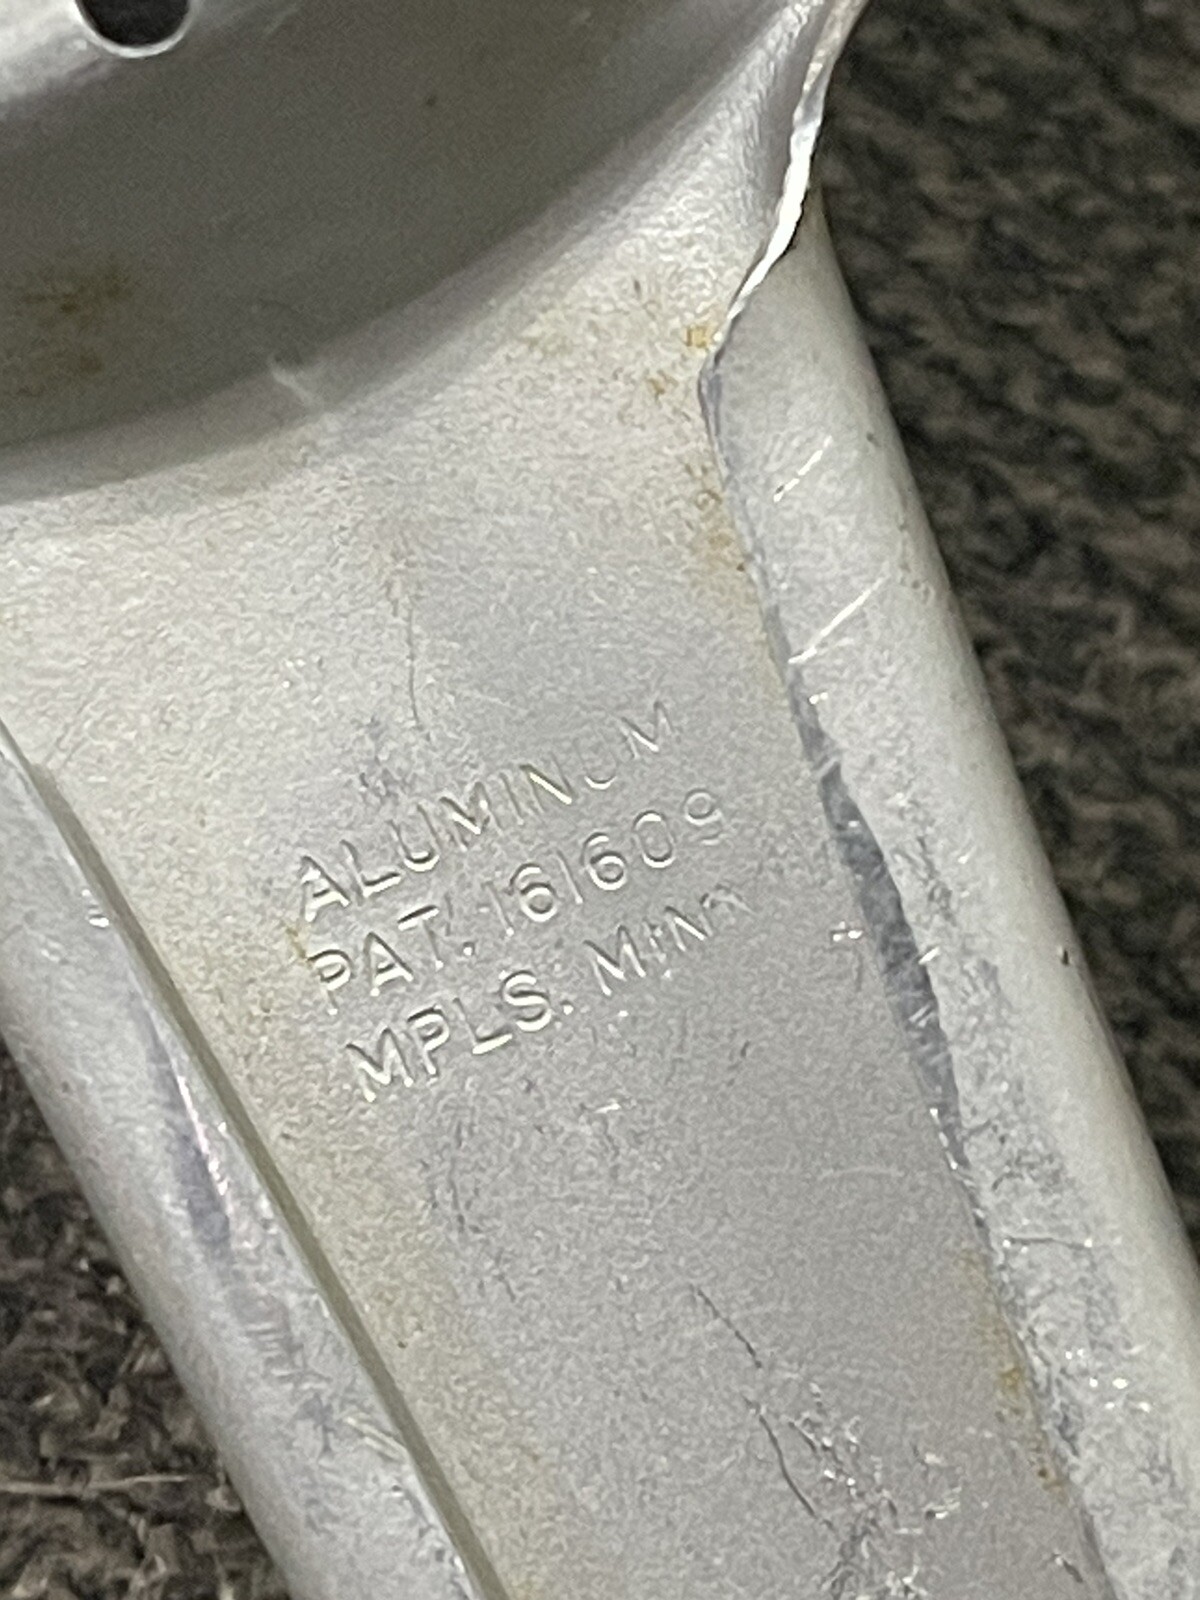 ALUMINUM
PAT. 161609
MPLS. MINN